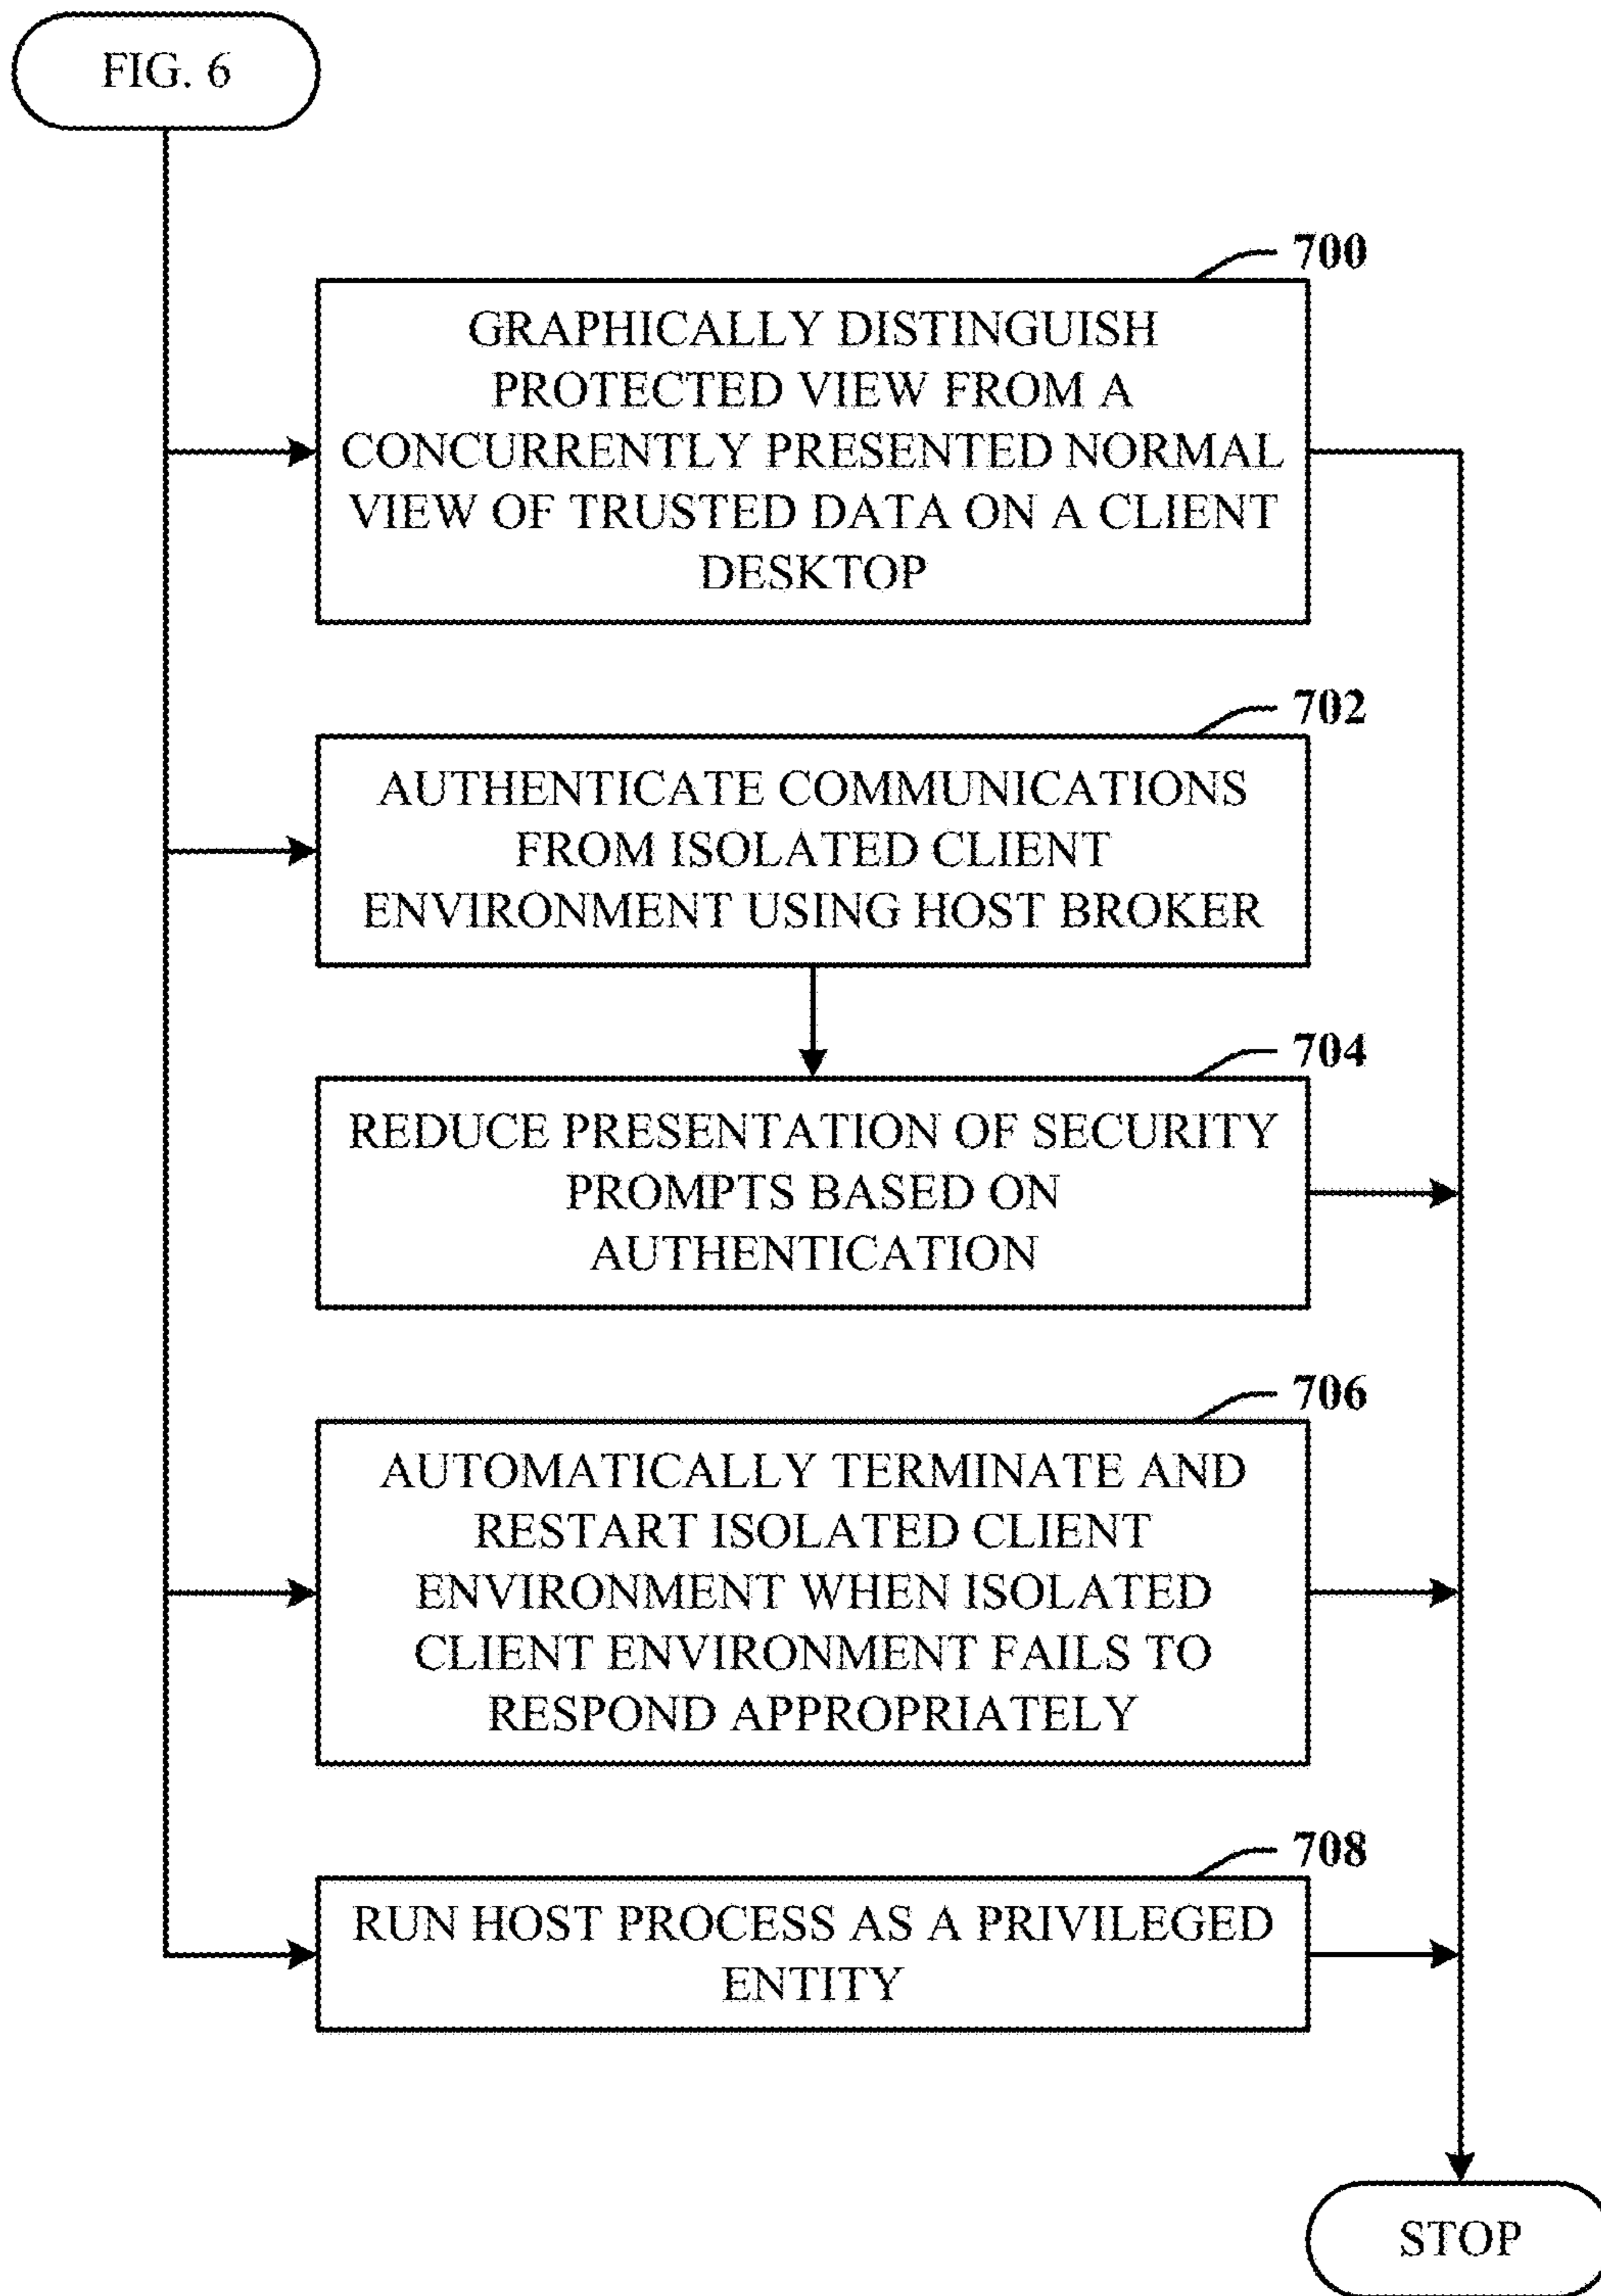 FIG. 6
700
GRAPHICALLY DISTINGUISH
PROTECTED VIEW FROM A
CONCURRENTLY PRESENTED NORMAL
VIEW OF TRUSTED DATA ON A CLIENT
DESKTOP
702
AUTHENTICATE COMMUNICATIONS
FROM ISOLATED CLIENT
ENVIRONMENT USING HOST BROKER
704
REDUCE PRESENTATION OF SECURITY
PROMPTS BASED ON
AUTHENTICATION
706
AUTOMATICALLY TERMINATE AND
RESTART ISOLATED CLIENT
ENVIRONMENT WHEN ISOLATED
CLIENT ENVIRONMENT FAILS TO
RESPOND APPROPRIATELY
708
RUN HOST PROCESS AS A PRIVILEGED
ENTITY
STOP